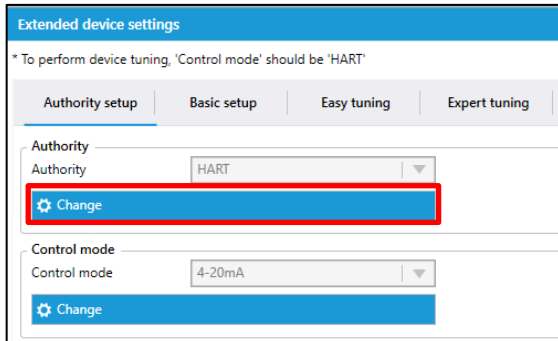 Extended device settings
* To perform device tuning, 'Control mode' should be 'HART'
Authority setup Basic setup Easy tuning Expert tuning
Authority
Authority HART
Change
Control mode
Control mode 4-20mA
Change